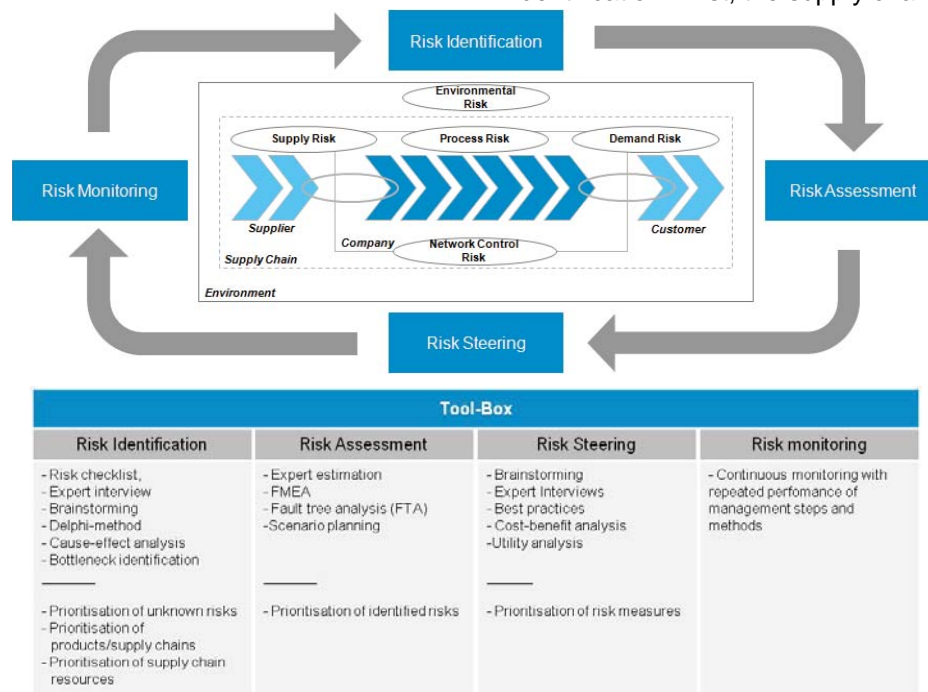 Risk Identification
Environmental
Risk
Supply Risk
Process Risk
Demand Risk
Risk Monitoring
Risk Assessment
Supplier
Company
Network Control
Risk
Customer
Supply Chain
Environment
Risk Steering
Tool-Box
Risk Identification
- Risk checklist,
- Expert interview
- Brainstorming
- Delphi-method
- Cause-effect analysis
- Bottleneck identification
- Prioritisation of unknown risks
- Prioritisation of
products/supply chains
- Prioritisation of supply chain
resources
Risk Assessment
- Expert estimation
- FMEA
- Fault tree analysis (FTA)
-Scenario planning
- Prioritisation of identified risks
Risk Steering
- Brainstorming
- Expert Interviews
- Best practices
- Cost-benefit analysis
-Utility analysis
- Prioritisation of risk measures
Risk monitoring
- Continuous monitoring with
repeated perfomance of
management steps and
methods